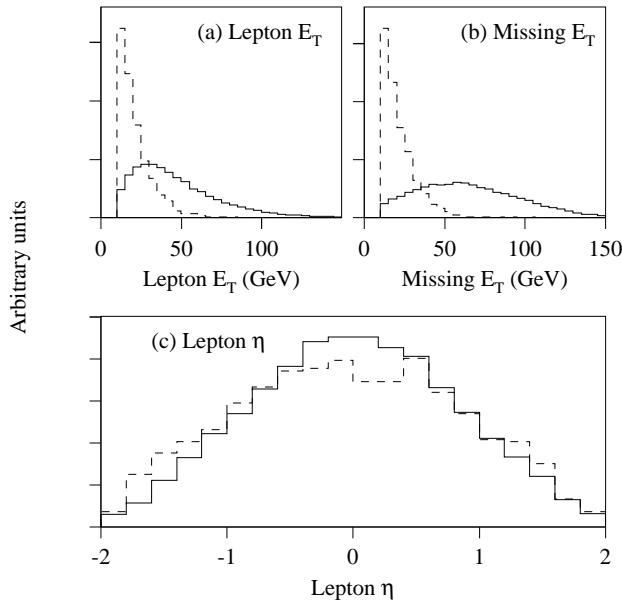 (a) Lepton E_T
(b) Missing E_T
0 50 100
0 50 100 150
Lepton E_T (GeV)
Missing E_T (GeV)
Arbitrary units
(c) Lepton η
-2 -1 0 1 2
Lepton η